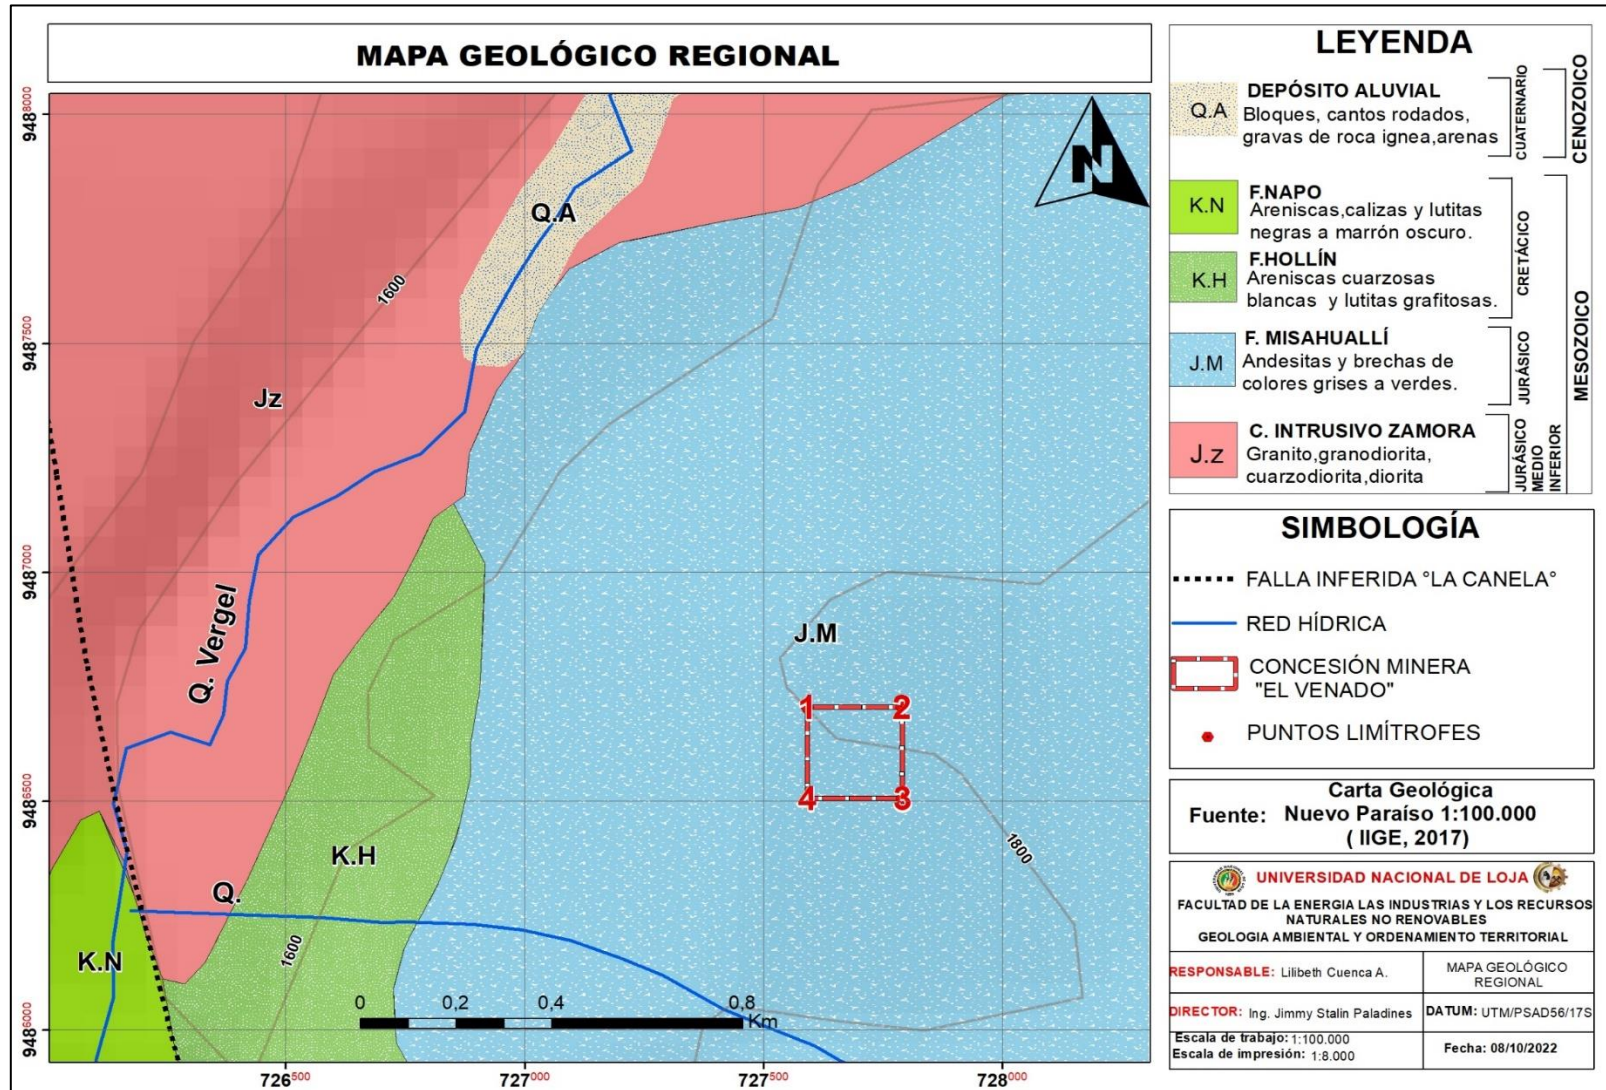 MAPA GEOLÓGICO REGIONAL
9488000
9487500
9487000
9486500
9486000
726500
727000
727500
728000
N
Q.A
1600
Jz
Q. Vergel
J.M
1 2
4 3
K.H
1800
Q.
K.N
1600
0 0,2 0,4 0,8
Km
LEYENDA
Q.A
DEPÓSITO ALUVIAL
Bloques, cantos rodados,
gravas de roca ignea,arenas
CUATERNARIO
CENOZOICO
K.N
F.NAPO
Areniscas,calizas y lutitas
negras a marrón oscuro.
K.H
F.HOLLÍN
Areniscas cuarzosas
blancas y lutitas grafitosas.
CRETÁCICO
J.M
F. MISAHUALLÍ
Andesitas y brechas de
colores grises a verdes.
JURÁSICO
MESOZOICO
J.z
C. INTRUSIVO ZAMORA
Granito,granodiorita,
cuarzodiorita,diorita
JURÁSICO
MEDIO
INFERIOR
SIMBOLOGÍA
FALLA INFERIDA °LA CANELA°
RED HÍDRICA
CONCESIÓN MINERA
"EL VENADO"
PUNTOS LIMÍTROFES
Carta Geológica
Fuente: Nuevo Paraíso 1:100.000
( IIGE, 2017)
UNIVERSIDAD NACIONAL DE LOJA
FACULTAD DE LA ENERGIA LAS INDUSTRIAS Y LOS RECURSOS
NATURALES NO RENOVABLES
GEOLOGIA AMBIENTAL Y ORDENAMIENTO TERRITORIAL
RESPONSABLE: Lilibeth Cuenca A.
MAPA GEOLÓGICO
REGIONAL
DIRECTOR: Ing. Jimmy Stalin Paladines
DATUM: UTM/PSAD56/17S
Escala de trabajo: 1:100.000
Escala de impresión: 1:8.000
Fecha: 08/10/2022